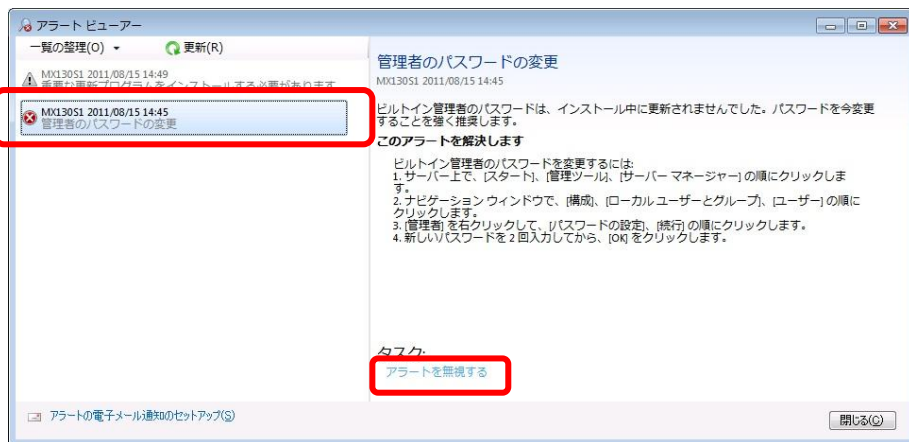 アラート ビューアー
一覧の整理(O)
更新(R)
MX130S1 2011/08/15 14:49
重要な更新プログラムをインストールする必要があります
MX130S1 2011/08/15 14:45
管理者のパスワードの変更
管理者のパスワードの変更
MX130S1 2011/08/15 14:45
ビルトイン管理者のパスワードは、インストール中に更新されませんでした。パスワードを今変更
することを強く推奨します。
このアラートを解決します
ビルトイン管理者のパスワードを変更するには:
1. サーバー上で、[スタート]、[管理ツール]、[サーバー マネージャー] の順にクリックしま
す。
2. ナビゲーション ウィンドウで、[構成]、[ローカル ユーザーとグループ]、[ユーザー] の順に
クリックします。
3. [管理者] を右クリックして、[パスワードの設定]、[続行] の順にクリックします。
4. 新しいパスワードを 2 回入力してから、[OK] をクリックします。
タスク:
アラートを無視する
アラートの電子メール通知のセットアップ(S)
閉じる(C)